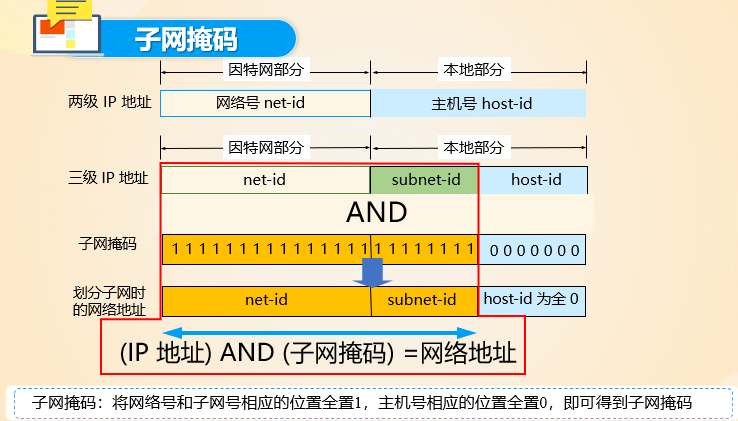 子网掩码
因特网部分 本地部分
两级 IP 地址 网络号 net-id 主机号 host-id
因特网部分 本地部分
三级 IP 地址 net-id subnet-id host-id
AND
子网掩码 1 1 1 1 1 1 1 1 1 1 1 1 1 1 1 1 1 1 1 1 1 1 1 0 0 0 0 0 0 0
划分子网时
的网络地址 net-id subnet-id host-id 为全 0
(IP 地址) AND (子网掩码) =网络地址
子网掩码：将网络号和子网号相应的位置全置1，主机号相应的位置全置0，即可得到子网掩码